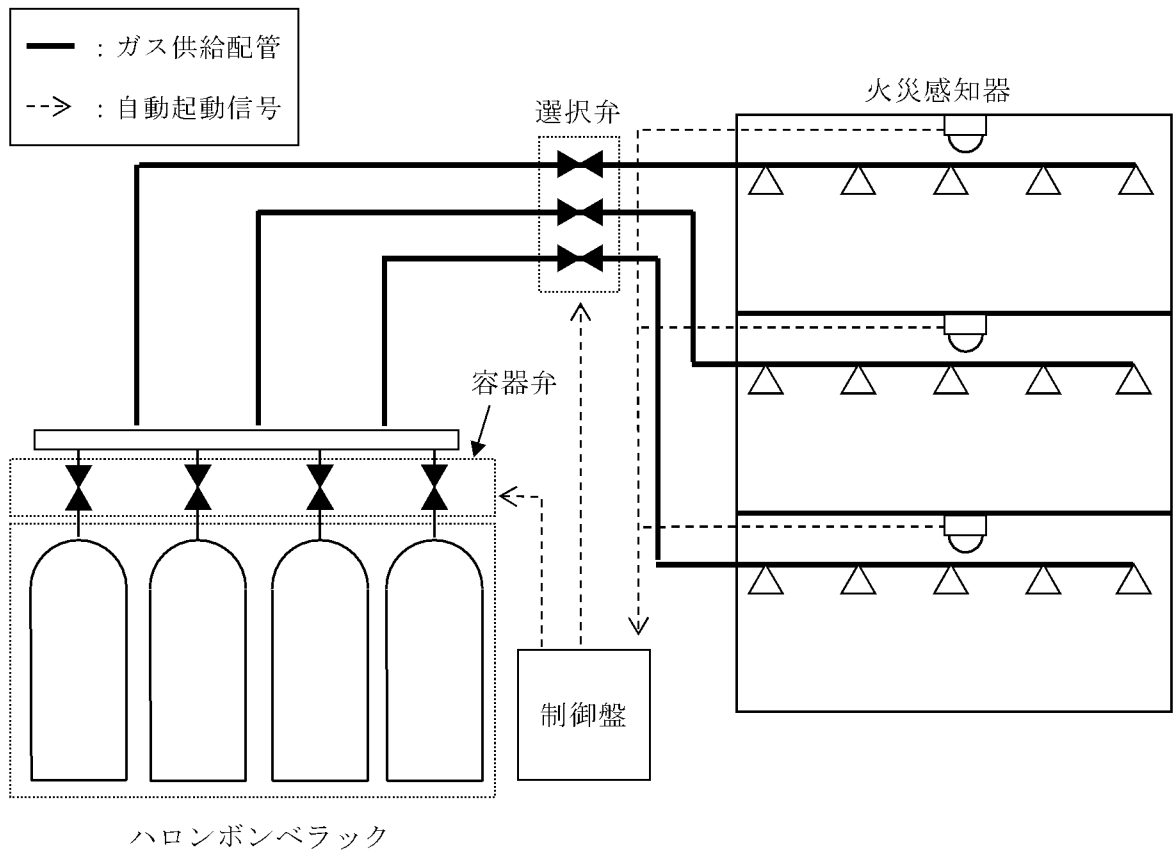 ：ガス供給配管
：自動起動信号
選択弁
火災感知器
容器弁
制御盤
ハロンボンベラック